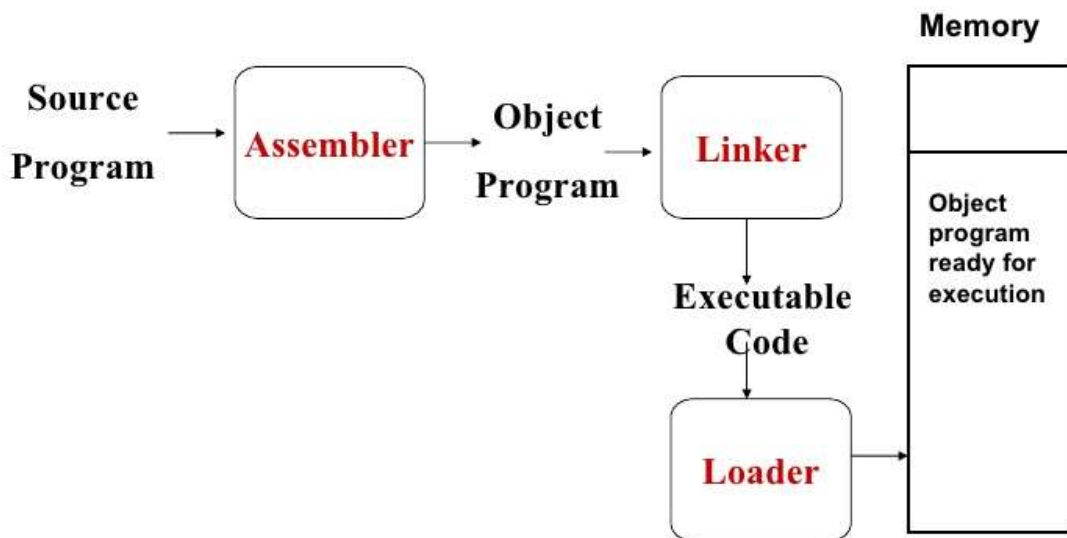 Memory
Source
Program
Assembler
Object
Program
Linker
Object
program
ready for
execution
Executable
Code
Loader